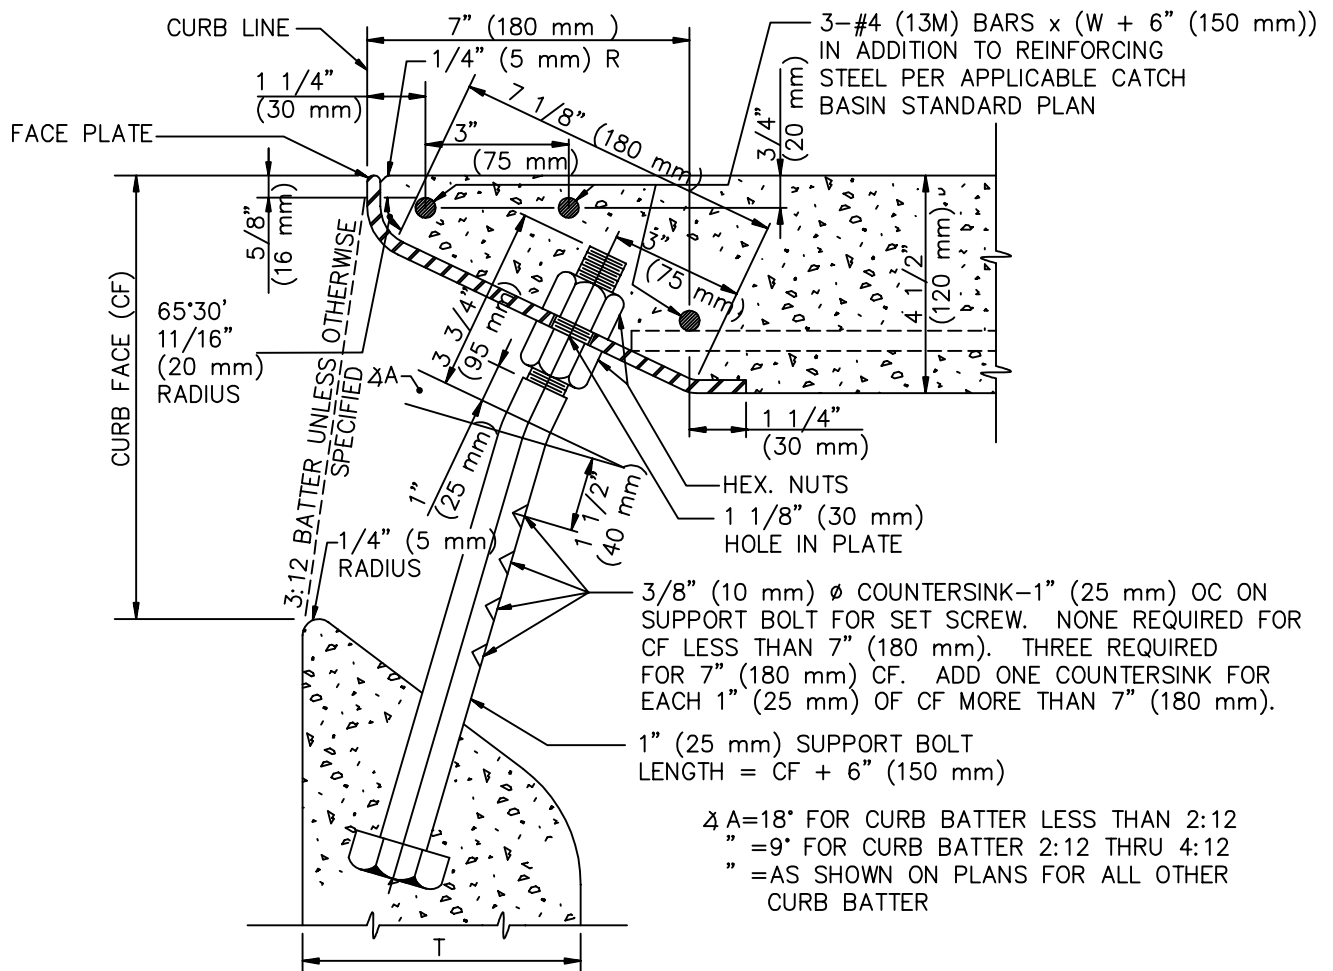 CURB LINE
7" (180 mm )
3-#4 (13M) BARS x (W + 6" (150 mm))
IN ADDITION TO REINFORCING
STEEL PER APPLICABLE CATCH
BASIN STANDARD PLAN
1/4" (5 mm) R
1 1/4"
(30 mm)
7 1/8" (180 mm)
3/4"
(20 mm)
FACE PLATE
3"
(75 mm)
5/8"
(16 mm)
3"
(75 mm)
4 1/2"
(120 mm)
CURB FACE (CF)
65°30'
11/16"
(20 mm)
RADIUS
3:12 BATTER UNLESS OTHERWISE
SPECIFIED
3 3/4"
(95 mm)
∡A
1 1/4"
(30 mm)
1"
(25 mm)
1 1/2"
(40 mm)
HEX. NUTS
1 1/8" (30 mm)
HOLE IN PLATE
1/4" (5 mm)
RADIUS
3/8" (10 mm) ø COUNTERSINK-1" (25 mm) OC ON
SUPPORT BOLT FOR SET SCREW. NONE REQUIRED FOR
CF LESS THAN 7" (180 mm). THREE REQUIRED
FOR 7" (180 mm) CF. ADD ONE COUNTERSINK FOR
EACH 1" (25 mm) OF CF MORE THAN 7" (180 mm).
1" (25 mm) SUPPORT BOLT
LENGTH = CF + 6" (150 mm)
∡ A=18° FOR CURB BATTER LESS THAN 2:12
" =9° FOR CURB BATTER 2:12 THRU 4:12
" =AS SHOWN ON PLANS FOR ALL OTHER
CURB BATTER
T